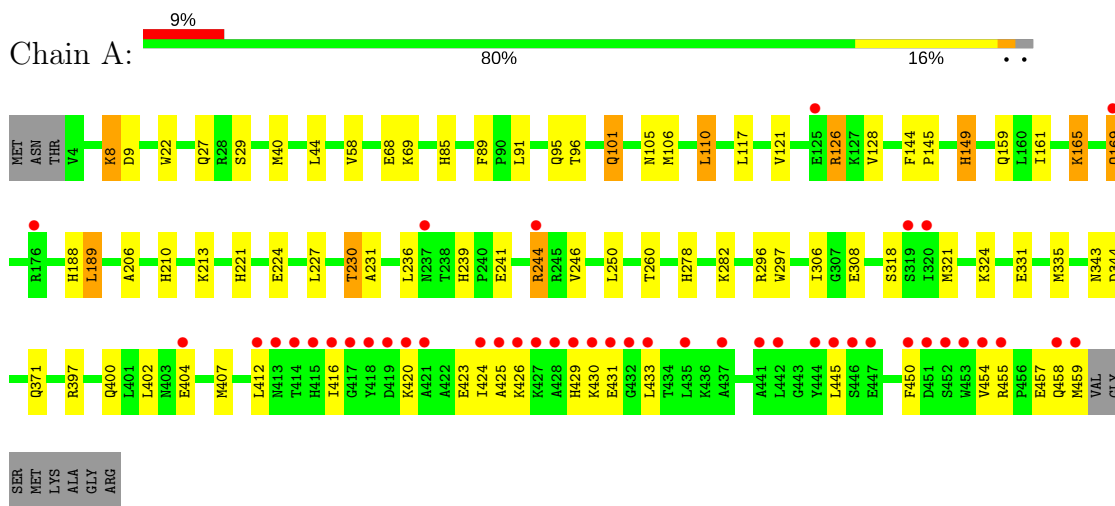 9%
Chain A:
80% 16% • •
MET ASN THR V4 K8 D9 W22 Q27 R28 S29 M40 L44 V58 E68 K69 H85 F89 P90 L91 Q95 T96 Q101 N105 M106 L110 L117 V121 E125 R126 K127 V128 F144 P145 H149 Q159 L160 I161 K165
R176 H188 L189 A206 H210 K213 H221 E224 L227 T230 A231 L236 N237 T238 H239 P240 E241 R244 R245 V246 L250 T260 H278 K282 R296 W297 I306 G307 E308 S318 S319 I320 M321 K324 E331 M335 N343
Q371 R397 Q400 L401 L402 N403 E404 M407 L412 N413 T414 H415 I416 G417 Y418 D419 K420 A421 A422 E423 I424 A425 K426 K427 A428 H429 K430 E431 G432 L433 T434 L435 K436 A437 A441 L442 G443 Y444 L445 S446 E447 F450 D451 S452 W453 V454 R455 P456 E457 Q458 M459 VAL
SER MET LYS ALA GLY ARG